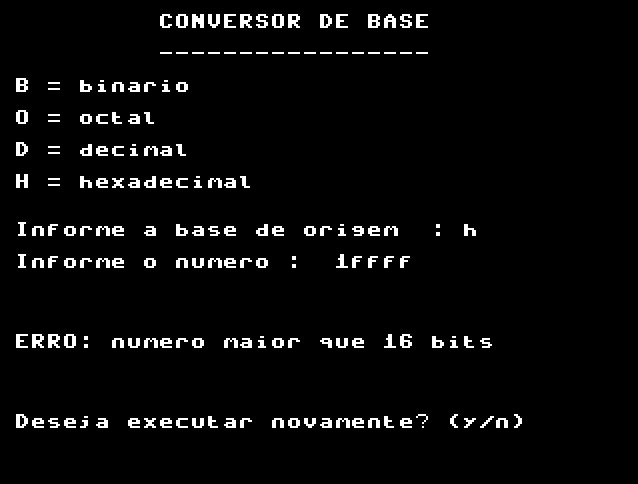 CONVERSOR DE BASE
-----------------
B = binario
O = octal
D = decimal
H = hexadecimal
Informe a base de origem  : h
Informe o numero :  1ffff
ERRO: numero maior que 16 bits
Deseja executar novamente? (y/n)